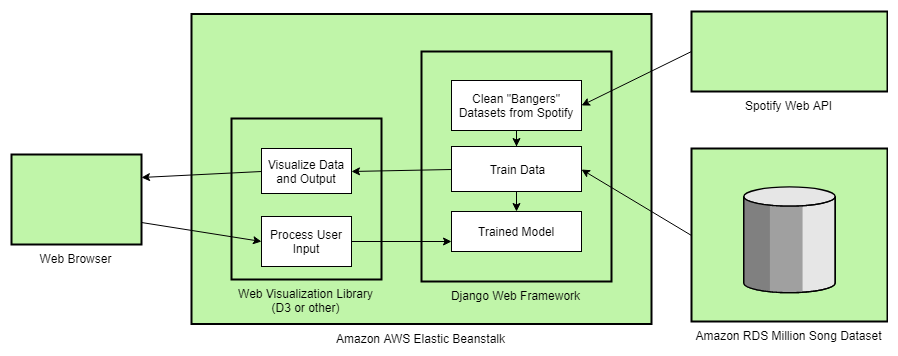 Clean "Bangers"
Datasets from Spotify
Spotify Web API
Visualize Data
and Output
Train Data
Process User
Input
Trained Model
Web Browser
Web Visualization Library
(D3 or other)
Django Web Framework
Amazon AWS Elastic Beanstalk
Amazon RDS Million Song Dataset